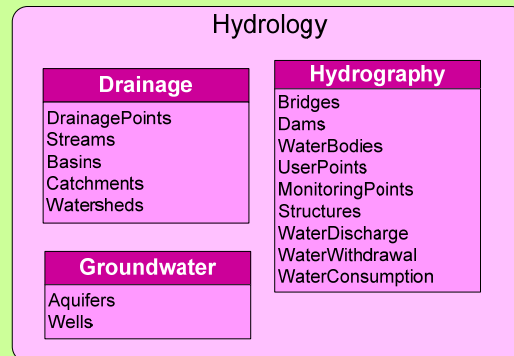 Hydrology
Drainage
DrainagePoints
Streams
Basins
Catchments
Watersheds
Groundwater
Aquifers
Wells
Hydrography
Bridges
Dams
WaterBodies
UserPoints
MonitoringPoints
Structures
WaterDischarge
WaterWithdrawal
WaterConsumption